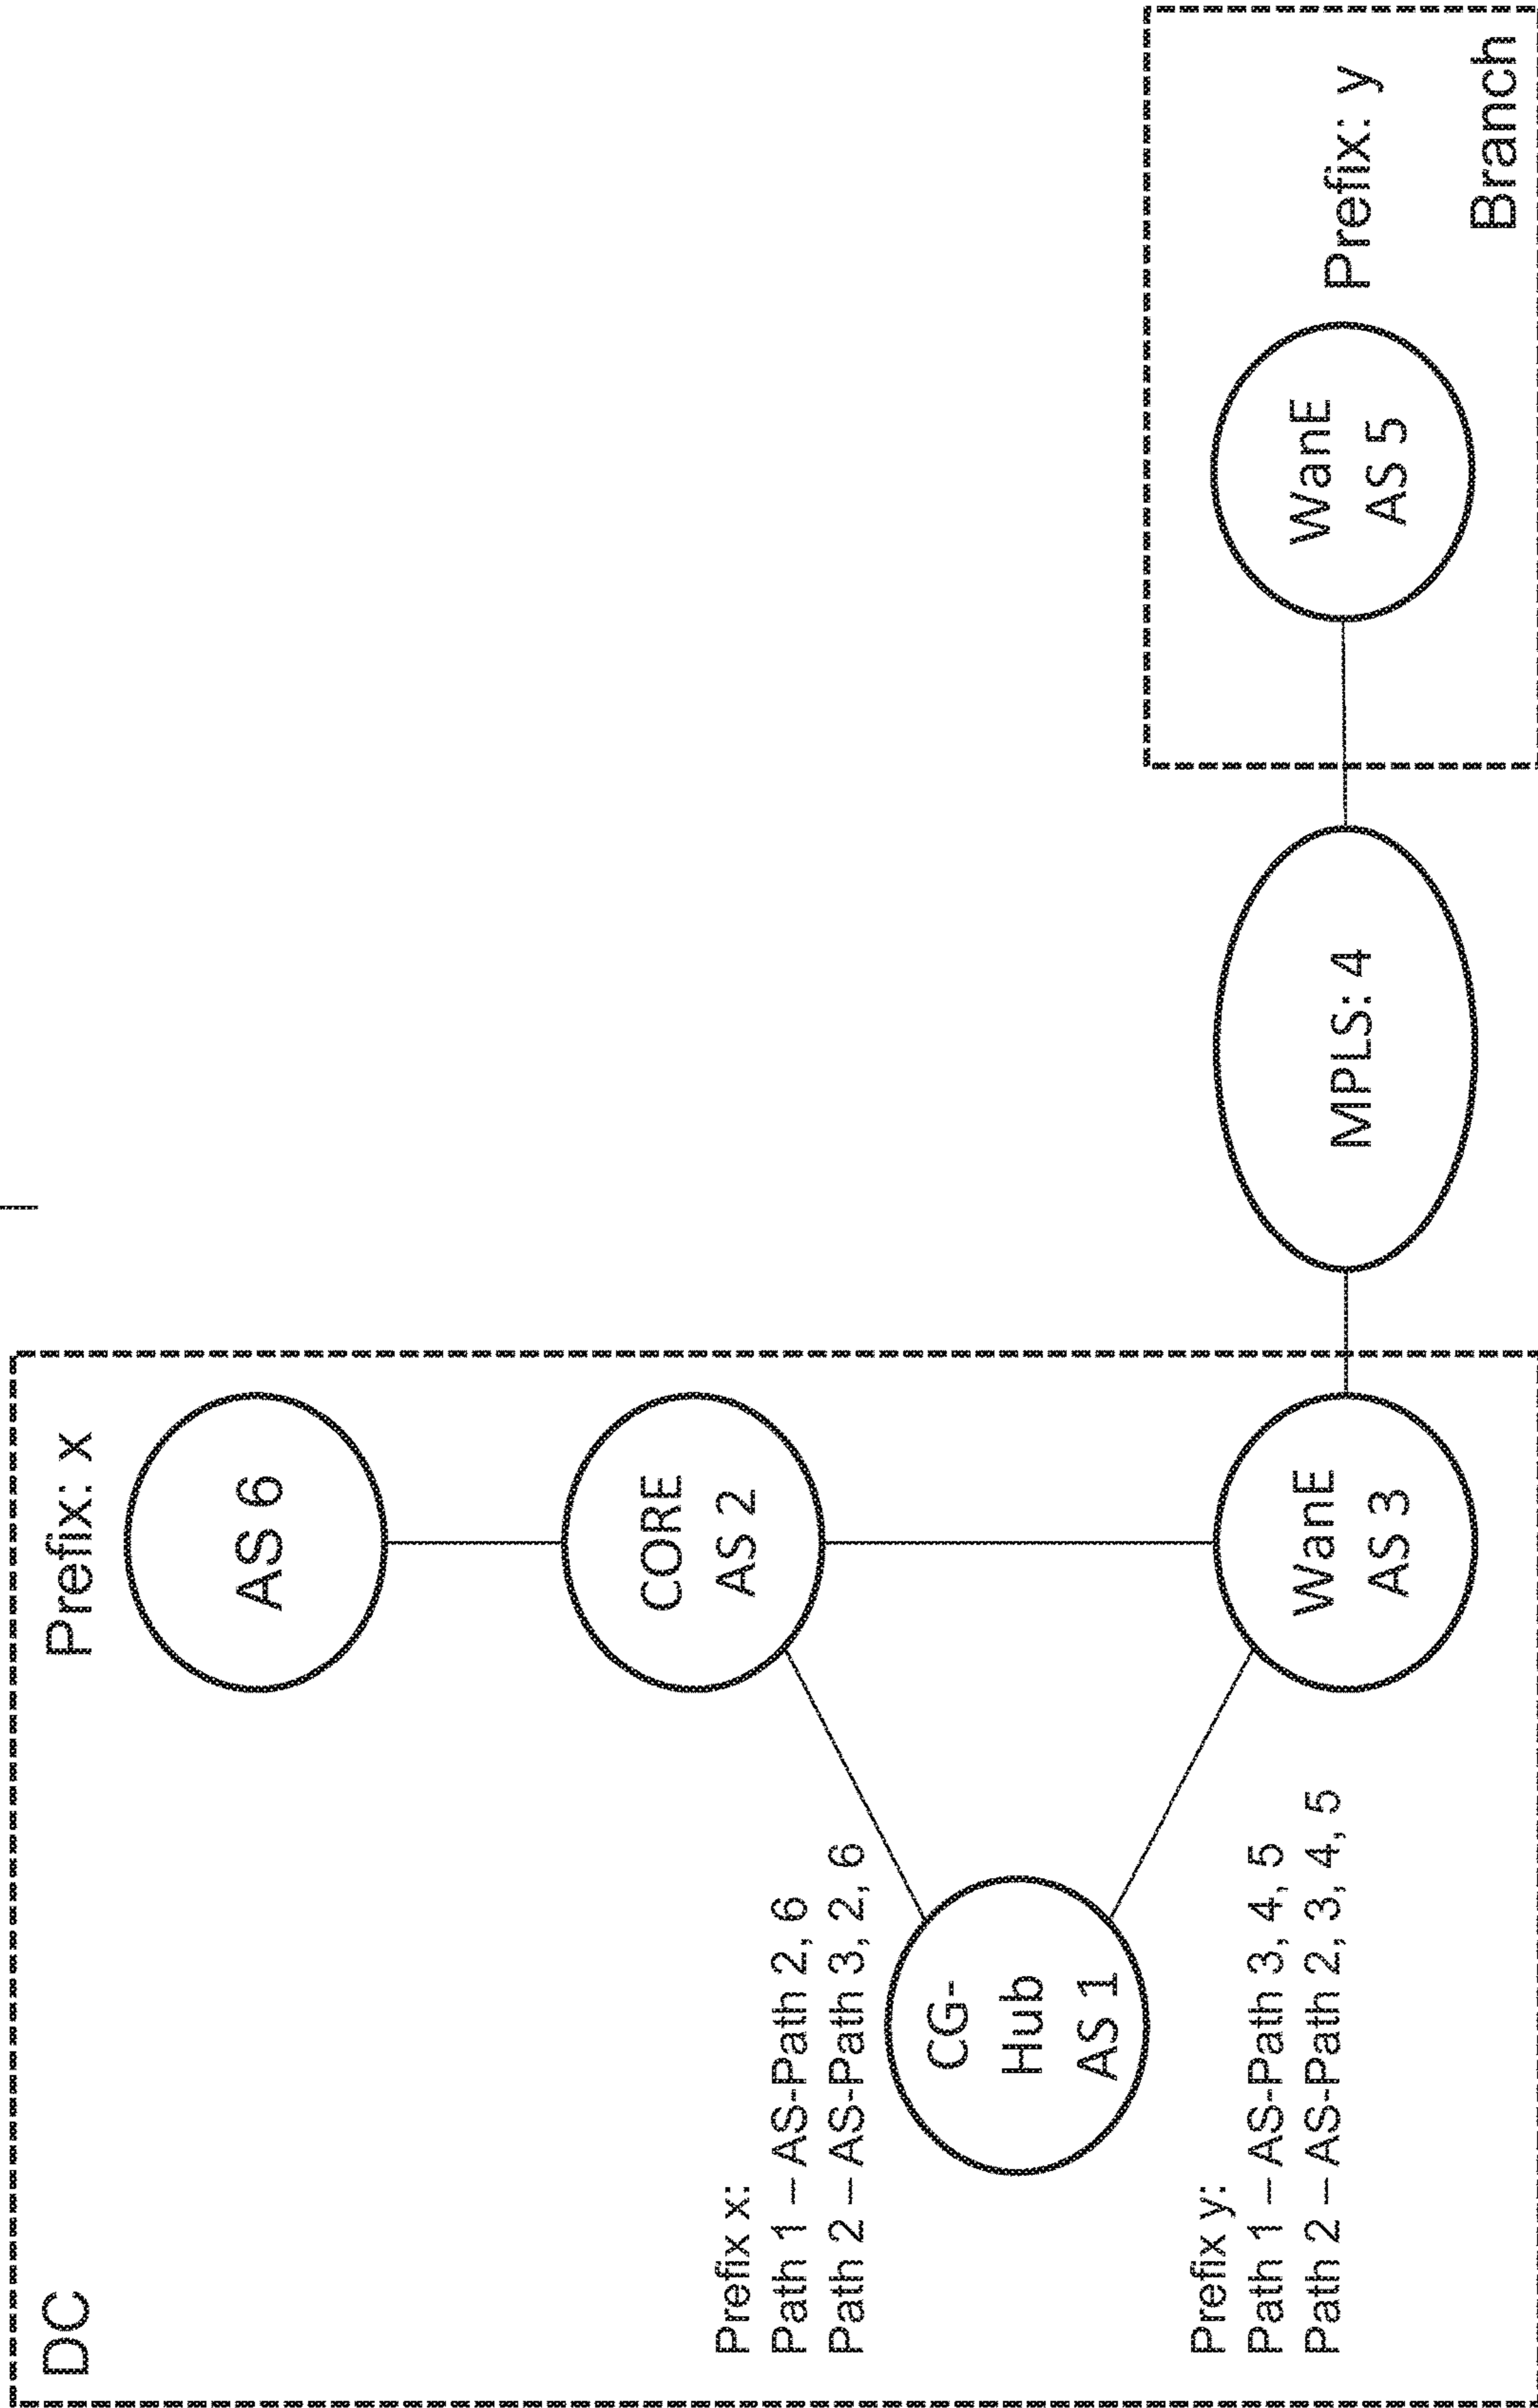 DC
Prefix: x
AS 6
CORE
AS 2
Prefix x:
Path 1 – AS-Path 2, 6
Path 2 – AS-Path 3, 2, 6
CG-
Hub
AS 1
Prefix y:
Path 1 – AS-Path 3, 4, 5
Path 2 – AS-Path 2, 3, 4, 5
WanE
AS 3
MPLS: 4
WanE
AS 5
Prefix: y
Branch